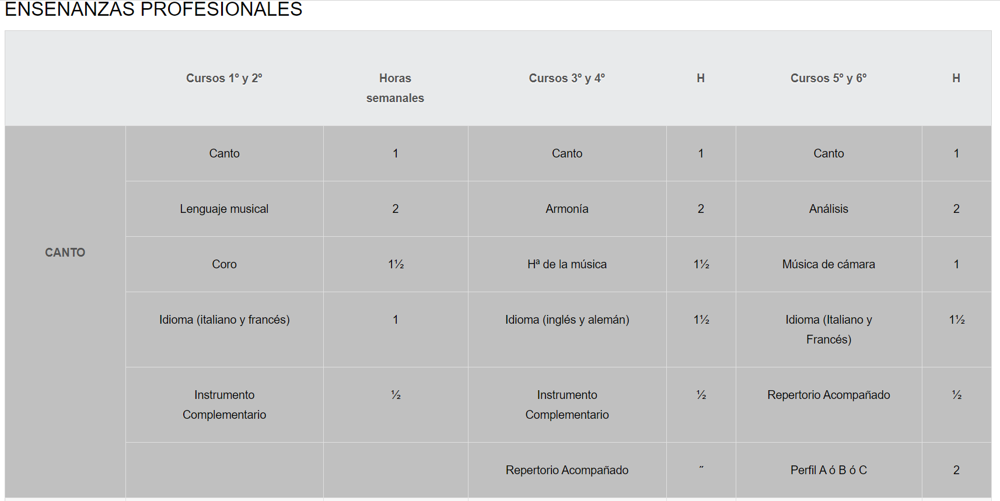 ENSEÑANZAS PROFESIONALES
Cursos 1º y 2º Horas semanales Cursos 3º y 4º H Cursos 5º y 6º H
CANTO
Canto 1 Canto 1 Canto 1
Lenguaje musical 2 Armonía 2 Análisis 2
Coro 1½ Hª de la música 1½ Música de cámara 1
Idioma (italiano y francés) 1 Idioma (inglés y alemán) 1½ Idioma (Italiano y Francés) 1½
Instrumento Complementario ½ Instrumento Complementario ½ Repertorio Acompañado ½
Repertorio Acompañado ˝ Perfil A ó B ó C 2